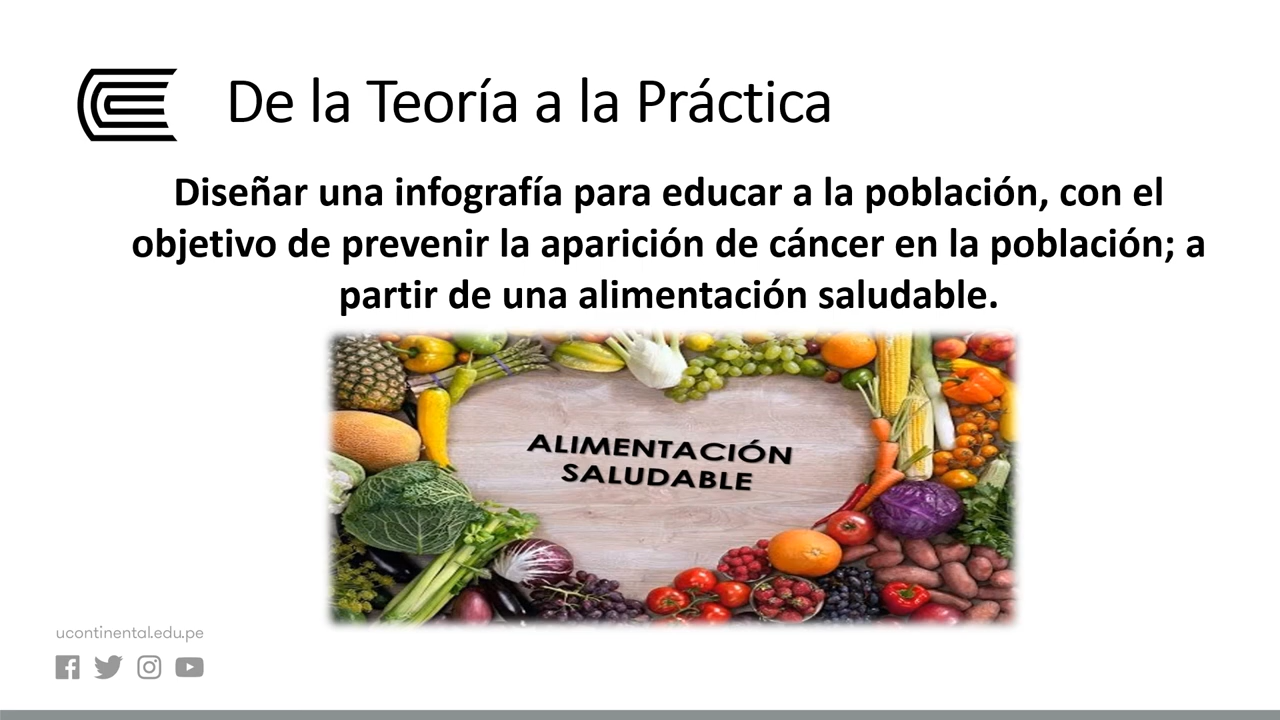 De la Teoría a la Práctica
Diseñar una infografía para educar a la población, con el
objetivo de prevenir la aparición de cáncer en la población; a
partir de una alimentación saludable.
ALIMENTACIÓN
SALUDABLE
ucontinental.edu.pe